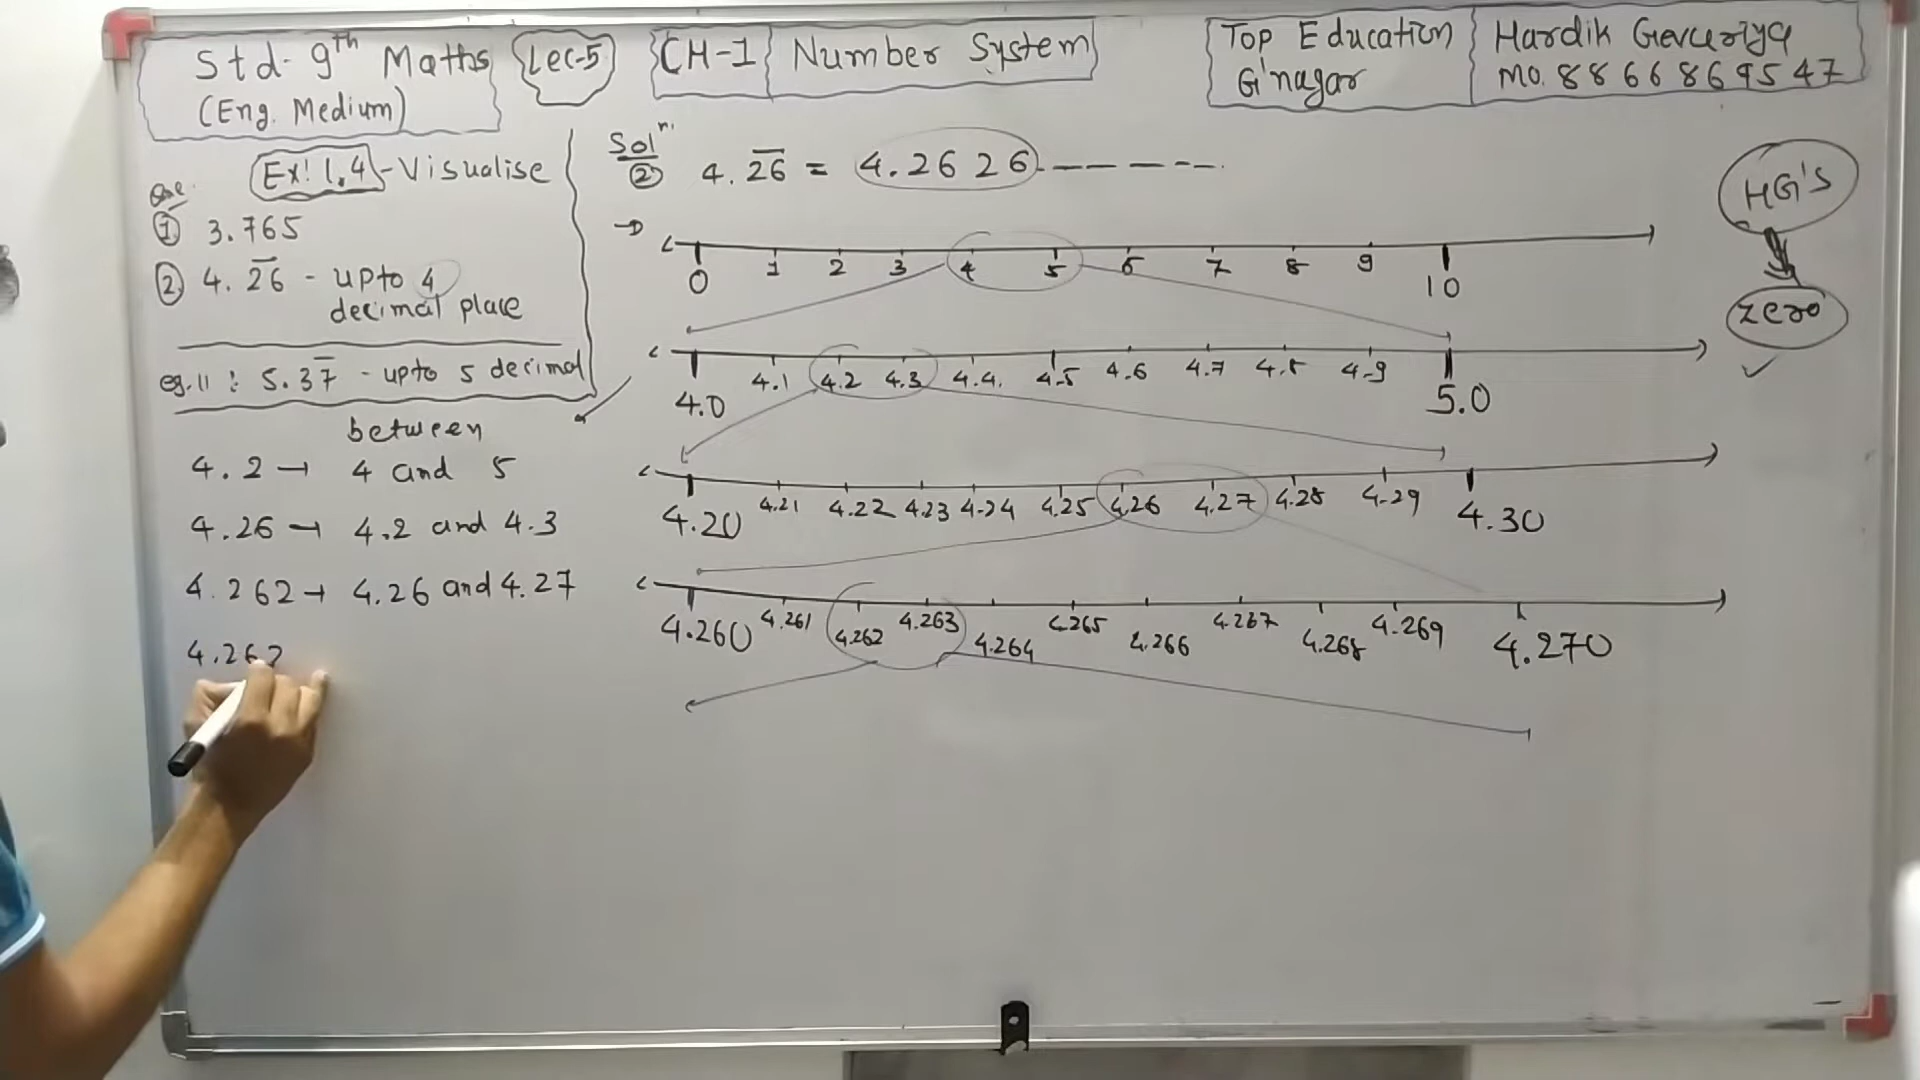 Std- 9th Maths
(Eng. Medium)
Lec-5
CH-1
Number System
Top Education
G'nagar
Hardik Gevariya
Mo. 8866869547
Ex: 1.4 - Visualise
Que.
① 3.765
② 4.2̅6̅ - upto 4
decimal place
eg.11 : 5.37̅ - upto 5 decimal
between
4.2 → 4 and 5
4.26 → 4.2 and 4.3
4.262 → 4.26 and 4.27
4.262
Solⁿ.
② 4.2̅6̅ = 4.2626------
0 1 2 3 4 5 6 7 8 9 10
4.0 4.1 4.2 4.3 4.4. 4.5 4.6 4.7 4.8 4.9 5.0
4.20 4.21 4.22 4.23 4.24 4.25 4.26 4.27 4.28 4.29 4.30
4.260 4.261 4.262 4.263 4.264 4.265 4.266 4.267 4.268 4.269 4.270
HG's
zero